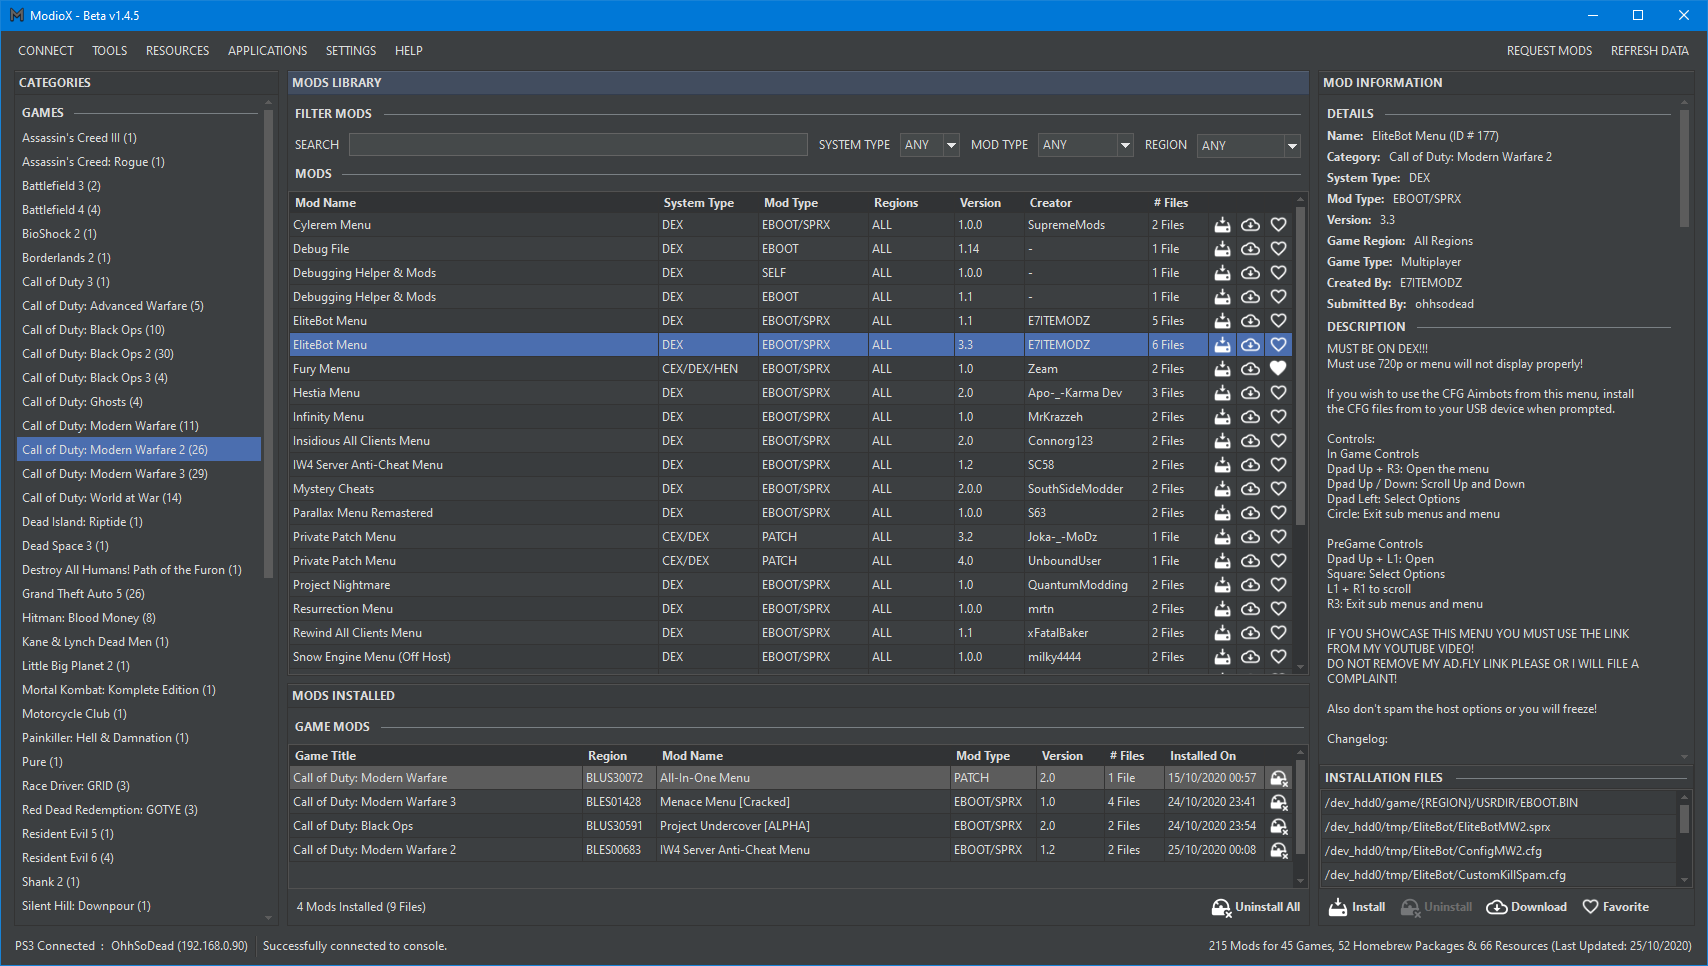 ModioX - Beta v1.4.5
CONNECT TOOLS RESOURCES APPLICATIONS SETTINGS HELP REQUEST MODS REFRESH DATA
CATEGORIES
GAMES
Assassin's Creed III (1)
Assassin's Creed: Rogue (1)
Battlefield 3 (2)
Battlefield 4 (4)
BioShock 2 (1)
Borderlands 2 (1)
Call of Duty 3 (1)
Call of Duty: Advanced Warfare (5)
Call of Duty: Black Ops (10)
Call of Duty: Black Ops 2 (30)
Call of Duty: Black Ops 3 (4)
Call of Duty: Ghosts (4)
Call of Duty: Modern Warfare (11)
Call of Duty: Modern Warfare 2 (26)
Call of Duty: Modern Warfare 3 (29)
Call of Duty: World at War (14)
Dead Island: Riptide (1)
Dead Space 3 (1)
Destroy All Humans! Path of the Furon (1)
Grand Theft Auto 5 (26)
Hitman: Blood Money (8)
Kane & Lynch Dead Men (1)
Little Big Planet 2 (1)
Mortal Kombat: Komplete Edition (1)
Motorcycle Club (1)
Painkiller: Hell & Damnation (1)
Pure (1)
Race Driver: GRID (3)
Red Dead Redemption: GOTYE (3)
Resident Evil 5 (1)
Resident Evil 6 (4)
Shank 2 (1)
Silent Hill: Downpour (1)
MODS LIBRARY
FILTER MODS
SEARCH SYSTEM TYPE ANY MOD TYPE ANY REGION ANY
MODS
Mod Name System Type Mod Type Regions Version Creator # Files
Cylerem Menu DEX EBOOT/SPRX ALL 1.0.0 SupremeMods 2 Files
Debug File DEX EBOOT ALL 1.14 - 1 File
Debugging Helper & Mods DEX SELF ALL 1.0.0 - 1 File
Debugging Helper & Mods DEX EBOOT ALL 1.1 - 1 File
EliteBot Menu DEX EBOOT/SPRX ALL 1.1 E7ITEMODZ 5 Files
EliteBot Menu DEX EBOOT/SPRX ALL 3.3 E7ITEMODZ 6 Files
Fury Menu CEX/DEX/HEN EBOOT/SPRX ALL 1.0 Zeam 2 Files
Hestia Menu DEX EBOOT/SPRX ALL 2.0 Apo-_-Karma Dev 3 Files
Infinity Menu DEX EBOOT/SPRX ALL 1.0 MrKrazzeh 2 Files
Insidious All Clients Menu DEX EBOOT/SPRX ALL 2.0 Connorg123 2 Files
IW4 Server Anti-Cheat Menu DEX EBOOT/SPRX ALL 1.2 SC58 2 Files
Mystery Cheats DEX EBOOT/SPRX ALL 2.0.0 SouthSideModder 2 Files
Parallax Menu Remastered DEX EBOOT/SPRX ALL 1.0.0 S63 2 Files
Private Patch Menu CEX/DEX PATCH ALL 3.2 Joka-_-MoDz 1 File
Private Patch Menu CEX/DEX PATCH ALL 4.0 UnboundUser 1 File
Project Nightmare DEX EBOOT/SPRX ALL 1.0 QuantumModding 2 Files
Resurrection Menu DEX EBOOT/SPRX ALL 1.0.0 mrtn 2 Files
Rewind All Clients Menu DEX EBOOT/SPRX ALL 1.1 xFatalBaker 2 Files
Snow Engine Menu (Off Host) DEX EBOOT/SPRX ALL 1.0.0 milky4444 2 Files
MODS INSTALLED
GAME MODS
Game Title Region Mod Name Mod Type Version # Files Installed On
Call of Duty: Modern Warfare BLUS30072 All-In-One Menu PATCH 2.0 1 File 15/10/2020 00:57
Call of Duty: Modern Warfare 3 BLES01428 Menace Menu [Cracked] EBOOT/SPRX 1.0 4 Files 24/10/2020 23:41
Call of Duty: Black Ops BLUS30591 Project Undercover [ALPHA] EBOOT/SPRX 2.0 2 Files 24/10/2020 23:54
Call of Duty: Modern Warfare 2 BLES00683 IW4 Server Anti-Cheat Menu EBOOT/SPRX 1.2 2 Files 25/10/2020 00:08
4 Mods Installed (9 Files) Uninstall All
MOD INFORMATION
DETAILS
Name: EliteBot Menu (ID # 177)
Category: Call of Duty: Modern Warfare 2
System Type: DEX
Mod Type: EBOOT/SPRX
Version: 3.3
Game Region: All Regions
Game Type: Multiplayer
Created By: E7ITEMODZ
Submitted By: ohhsodead
DESCRIPTION
MUST BE ON DEX!!!
Must use 720p or menu will not display properly!
If you wish to use the CFG Aimbots from this menu, install
the CFG files from to your USB device when prompted.
Controls:
In Game Controls
Dpad Up + R3: Open the menu
Dpad Up / Down: Scroll Up and Down
Dpad Left: Select Options
Circle: Exit sub menus and menu
PreGame Controls
Dpad Up + L1: Open
Square: Select Options
L1 + R1 to scroll
R3: Exit sub menus and menu
IF YOU SHOWCASE THIS MENU YOU MUST USE THE LINK
FROM MY YOUTUBE VIDEO!
DO NOT REMOVE MY AD.FLY LINK PLEASE OR I WILL FILE A
COMPLAINT!
Also don't spam the host options or you will freeze!
Changelog:
INSTALLATION FILES
/dev_hdd0/game/{REGION}/USRDIR/EBOOT.BIN
/dev_hdd0/tmp/EliteBot/EliteBotMW2.sprx
/dev_hdd0/tmp/EliteBot/ConfigMW2.cfg
/dev_hdd0/tmp/EliteBot/CustomKillSpam.cfg
Install Uninstall Download Favorite
PS3 Connected : OhhSoDead (192.168.0.90) Successfully connected to console. 215 Mods for 45 Games, 52 Homebrew Packages & 66 Resources (Last Updated: 25/10/2020)